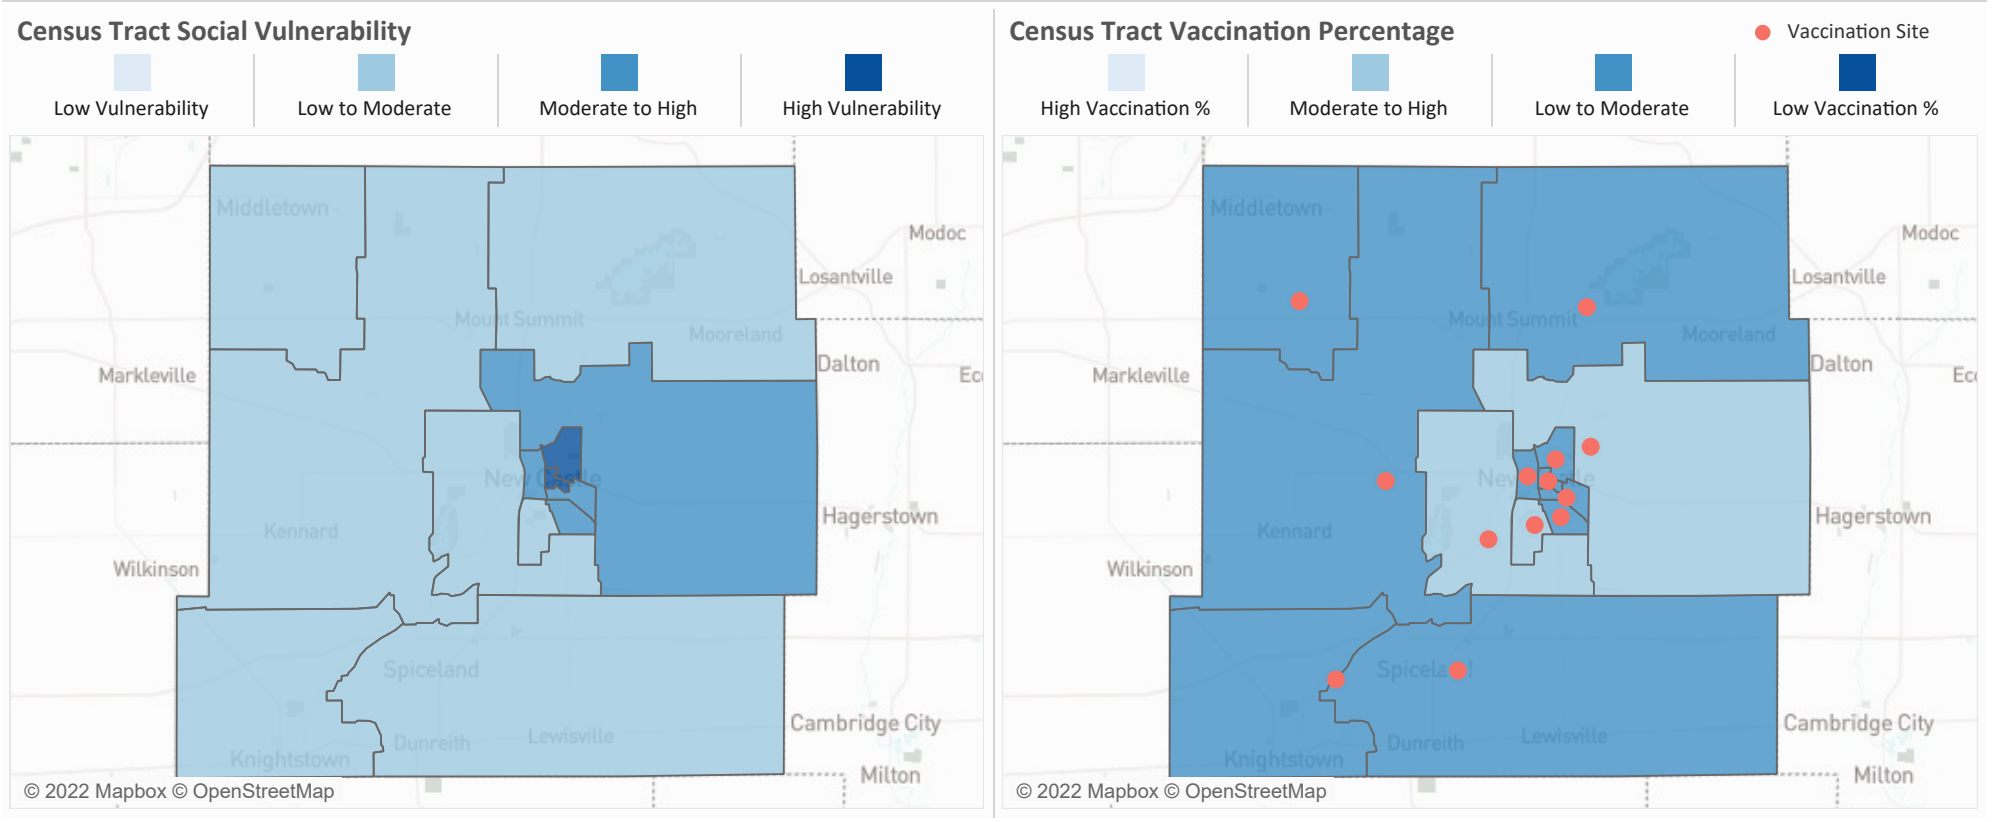 Census Tract Social Vulnerability
Low Vulnerability
Low to Moderate
Moderate to High
High Vulnerability
Middletown
Modoc
Losantville
Mount Summit
Mooreland
Dalton
Markleville
Ec
New Castle
Hagerstown
Kennard
Wilkinson
Spiceland
Cambridge City
Lewisville
Dunreith
Knightstown
Milton
© 2022 Mapbox © OpenStreetMap
Census Tract Vaccination Percentage
Vaccination Site
High Vaccination %
Moderate to High
Low to Moderate
Low Vaccination %
Middletown
Modoc
Losantville
Mount Summit
Mooreland
Dalton
Markleville
Ec
New Castle
Hagerstown
Kennard
Wilkinson
Spiceland
Cambridge City
Lewisville
Dunreith
Knightstown
Milton
© 2022 Mapbox © OpenStreetMap